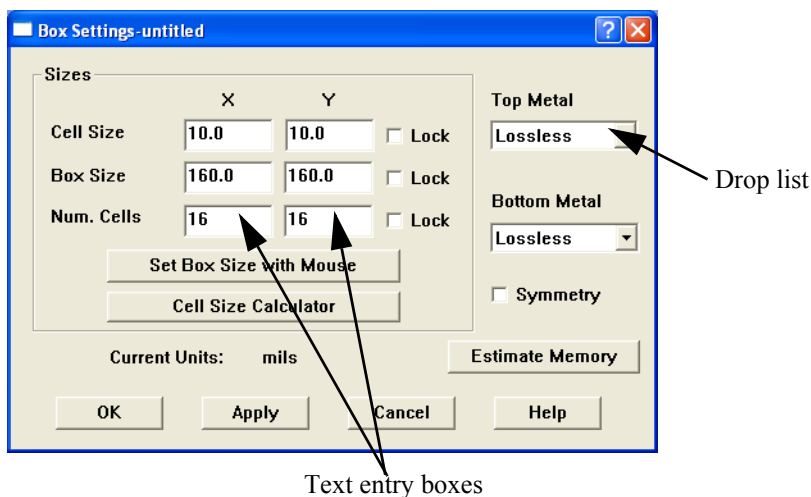 Box Settings-untitled
Sizes
X Y
Top Metal
Cell Size 10.0 10.0 Lock
Lossless
Drop list
Box Size 160.0 160.0 Lock
Bottom Metal
Num. Cells 16 16 Lock
Lossless
Set Box Size with Mouse
Symmetry
Cell Size Calculator
Current Units: mils
Estimate Memory
OK Apply Cancel Help
Text entry boxes